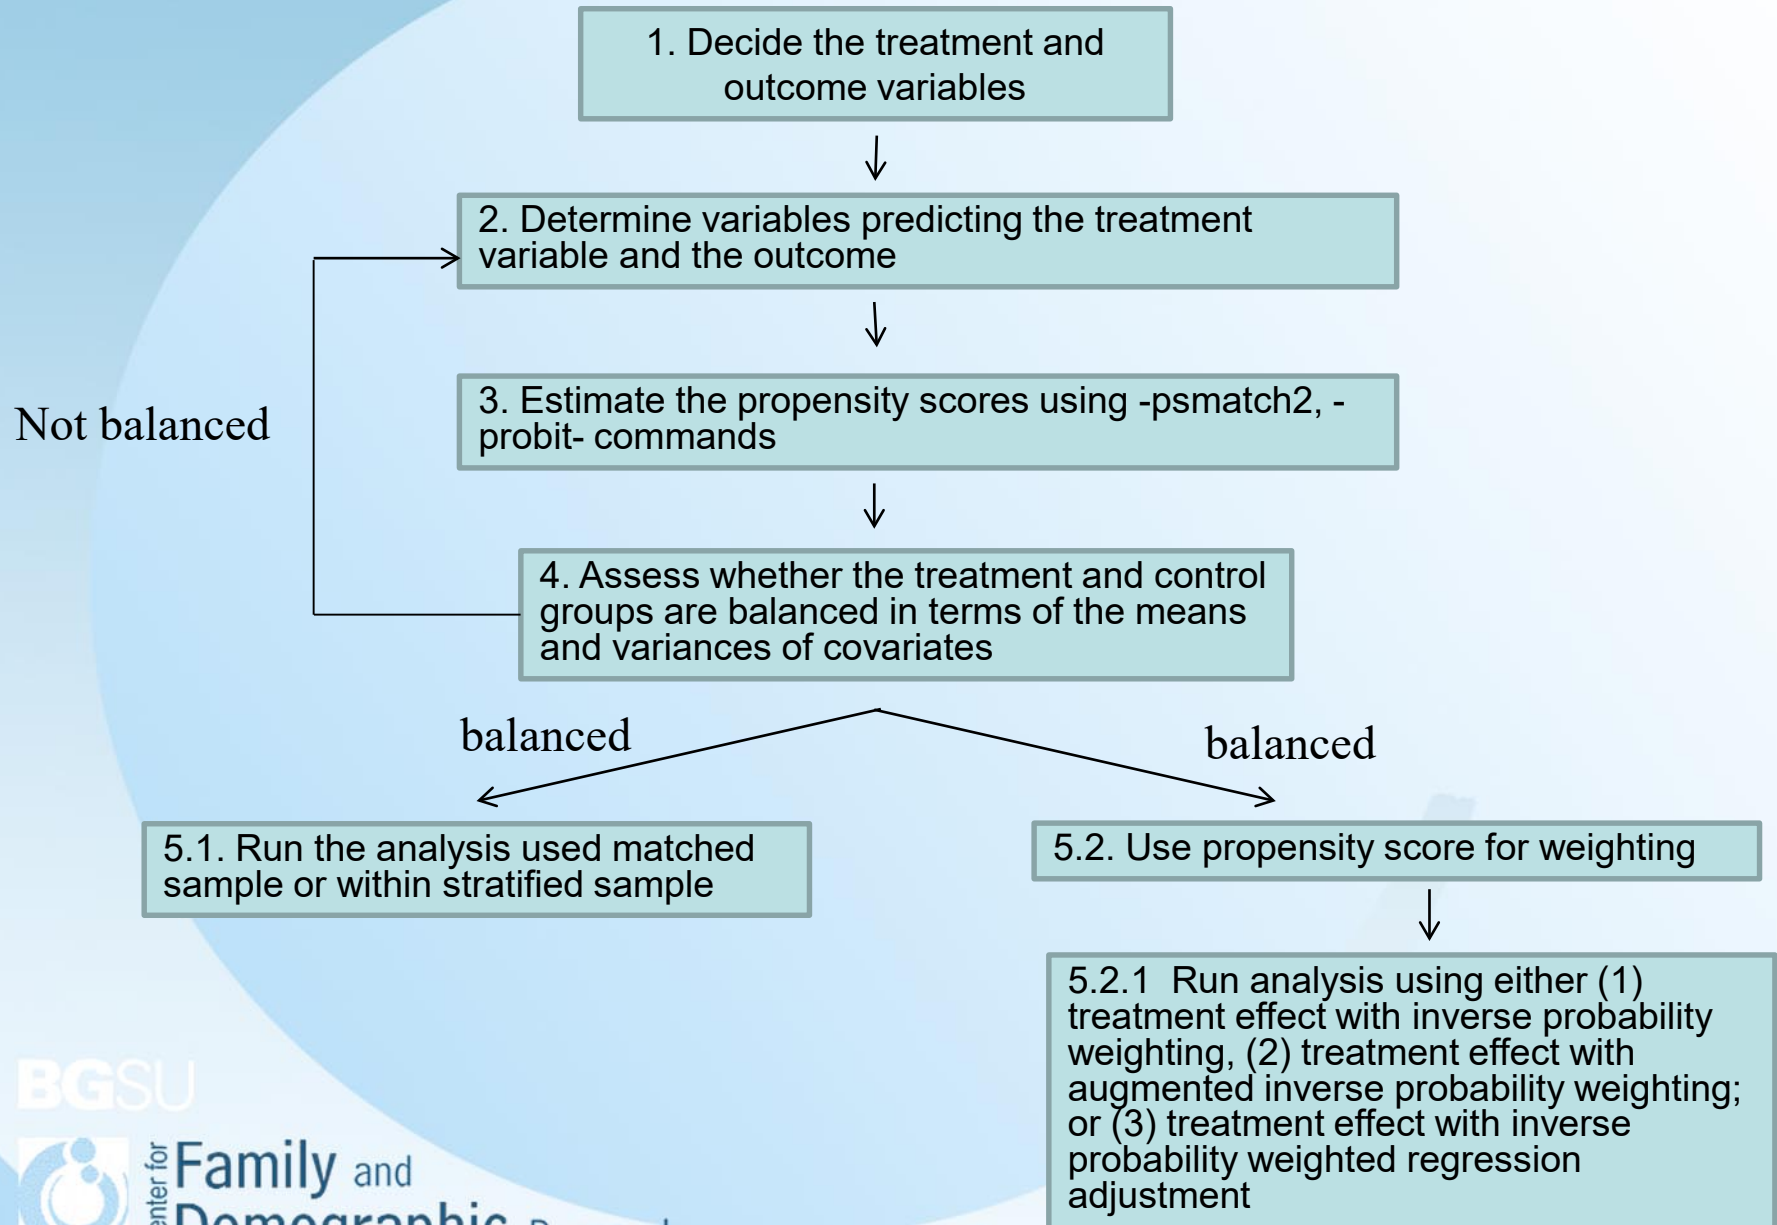 1. Decide the treatment and
outcome variables
2. Determine variables predicting the treatment
variable and the outcome
3. Estimate the propensity scores using -psmatch2, -
probit- commands
Not balanced
4. Assess whether the treatment and control
groups are balanced in terms of the means
and variances of covariates
balanced
balanced
5.1. Run the analysis used matched
sample or within stratified sample
5.2. Use propensity score for weighting
5.2.1 Run analysis using either (1)
treatment effect with inverse probability
weighting, (2) treatment effect with
augmented inverse probability weighting;
or (3) treatment effect with inverse
probability weighted regression
adjustment
BGSU
Family and
Demographic